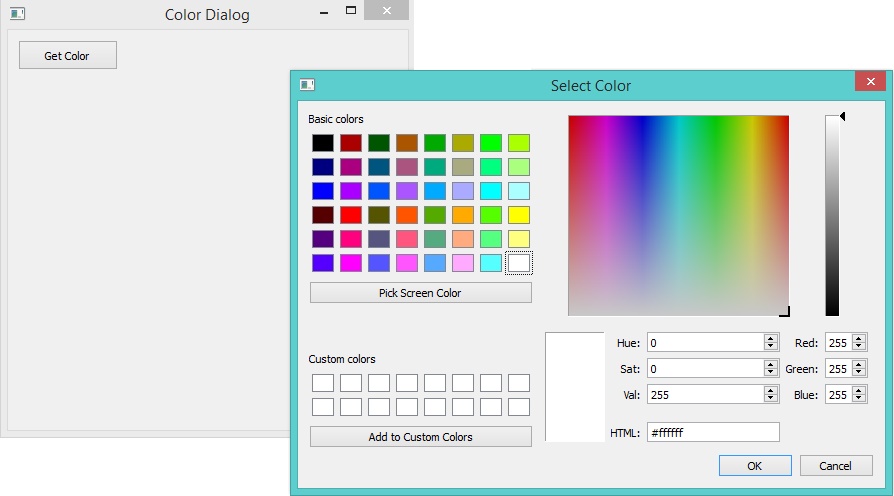 Color Dialog
Get Color
Select Color
Basic colors
Pick Screen Color
Custom colors
Add to Custom Colors
Hue: 0 Red: 255
Sat: 0 Green: 255
Val: 255 Blue: 255
HTML: #ffffff
OK Cancel